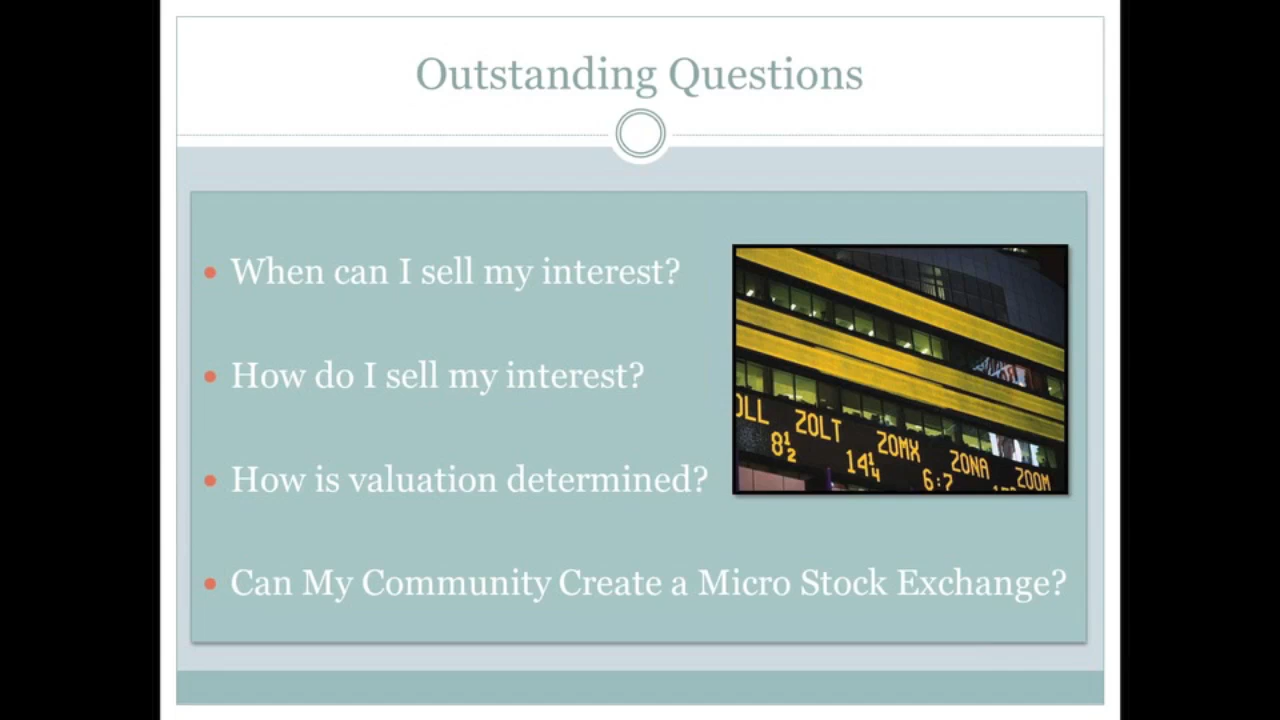 Outstanding Questions
When can I sell my interest?
How do I sell my interest?
How is valuation determined?
Can My Community Create a Micro Stock Exchange?
OLL ZOLT ZOMX ZONA ZOOM
8½ 14¼ 6:7